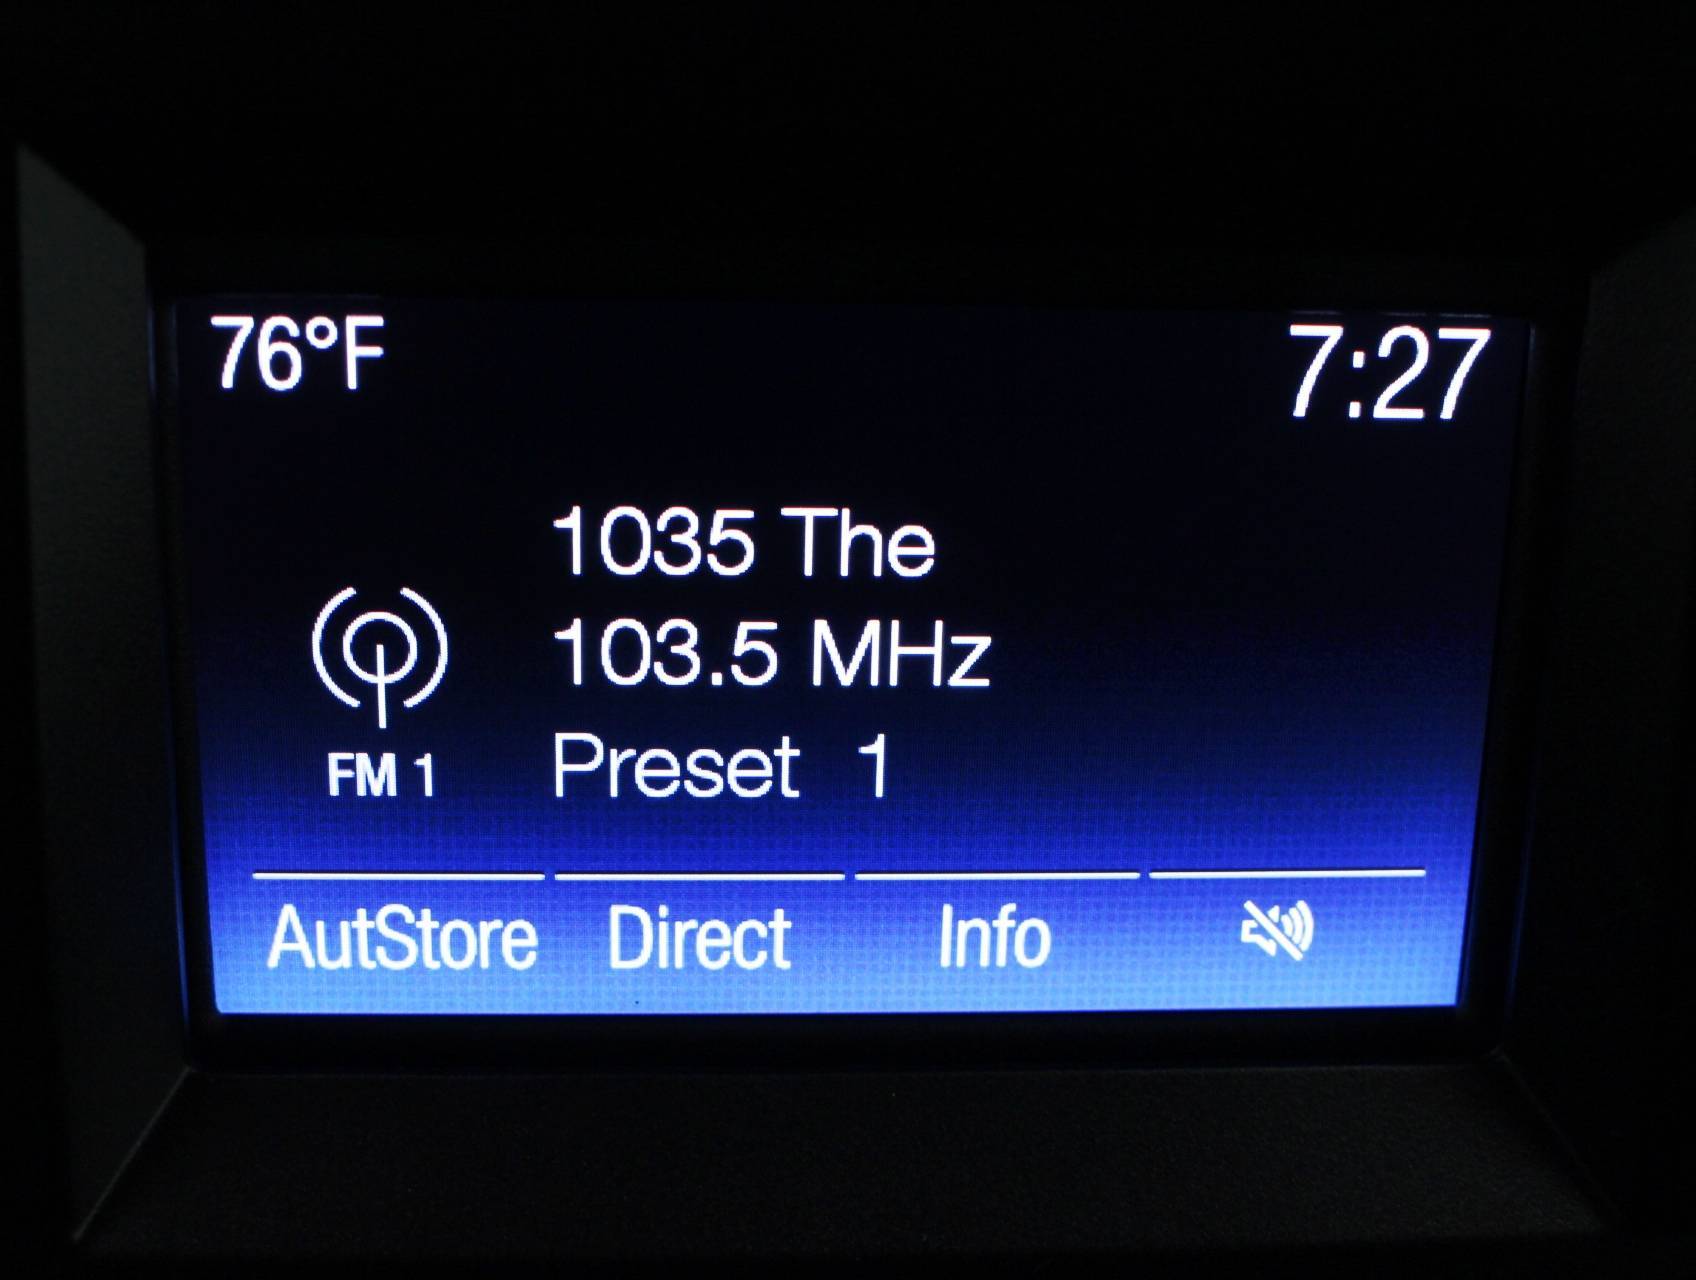 76°F
7:27
1035 The
103.5 MHz
FM 1
Preset 1
AutStore Direct Info